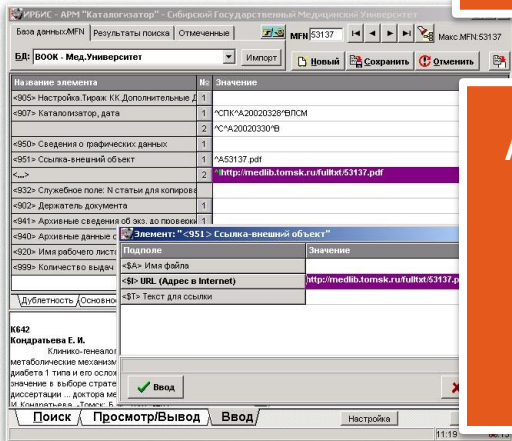 ИРБИС - АРМ "Каталогизатор" - Сибирский Государственный Медицинский Университет
База данных:MFN Результаты поиска Отмеченные MFN 53137 Макс.MFN:53137
БД: BOOK - Мед.Университет Импорт Новый Сохранить Отменить
Название элемента № Значение
<905> Настройка.Тираж КК.Дополнительные Д 1
<907> Каталогизатор, дата 1 ^СПК^A20020328^ВЛСМ
2 ^C^A20020330^B
<950> Сведения о графических данных 1
<951> Ссылка-внешний объект 1 ^A53137.pdf
<...> 2 ^Ihttp://medlib.tomsk.ru/fulltxt/53137.pdf
<932> Служебное поле: N статьи для копирова
<902> Держатель документа 1
<941> Архивные сведения об экз. до проверки 1
<940> Архивные данные о
<920> Имя рабочего лист
<999> Количество выдач
Элемент: "<951> Ссылка-внешний объект"
Подполе Значение
<$A> Имя файла
<$I> URL (Адрес в Internet) http://medlib.tomsk.ru/fulltxt/53137.p
<$T> Текст для ссылки
Ввод
Дублетность Основно
К642
Кондратьева Е. И.
Клинико-генеалог
метаболические механизм
диабета 1 типа и его ослож
значение в выборе страте
диссертации ... доктора ме
И. Кондратьева. -Томск: Б.
Поиск Просмотр/Вывод Ввод Настройка
11:19